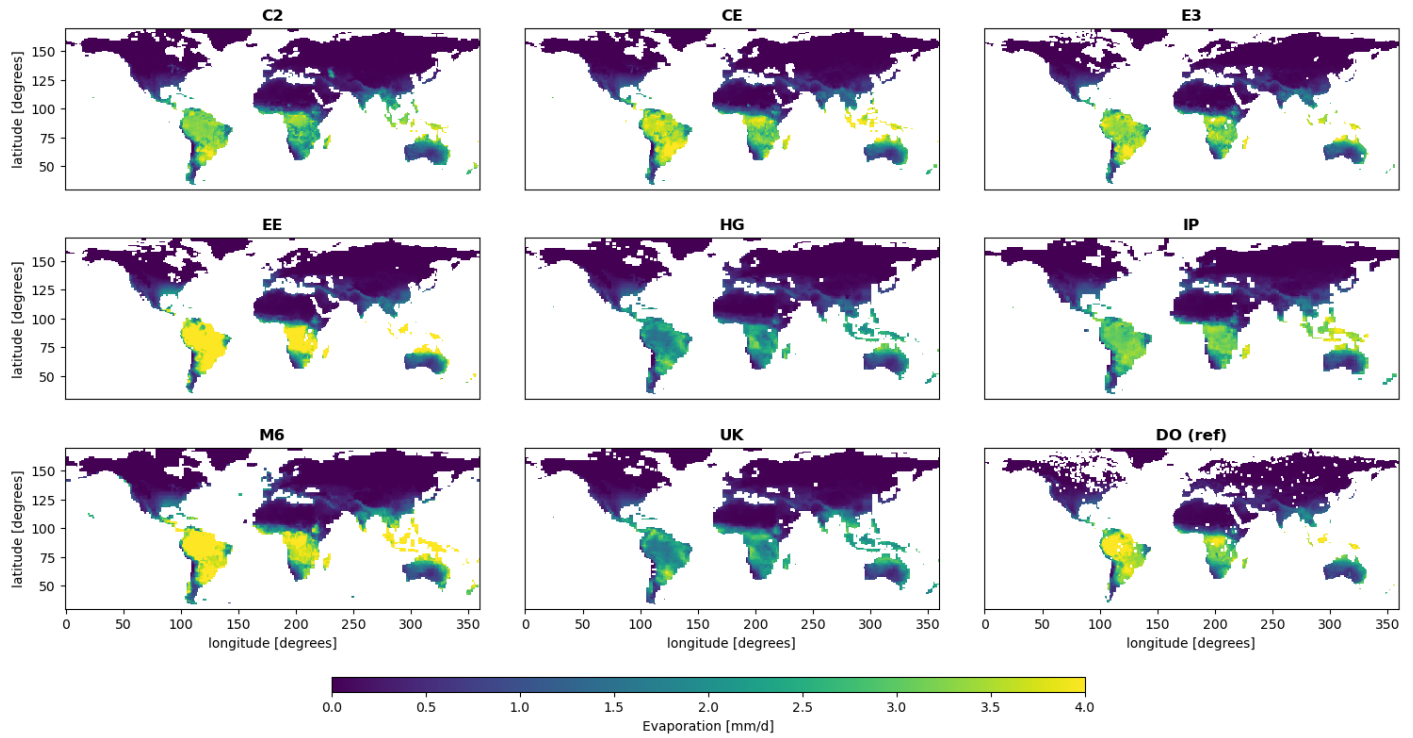 C2 CE E3
latitude [degrees]
150
125
100
75
50
EE HG IP
latitude [degrees]
150
125
100
75
50
M6 UK DO (ref)
latitude [degrees]
150
125
100
75
50
0 50 100 150 200 250 300 350 0 50 100 150 200 250 300 350 0 50 100 150 200 250 300 350
longitude [degrees] longitude [degrees] longitude [degrees]
0.0 0.5 1.0 1.5 2.0 2.5 3.0 3.5 4.0
Evaporation [mm/d]